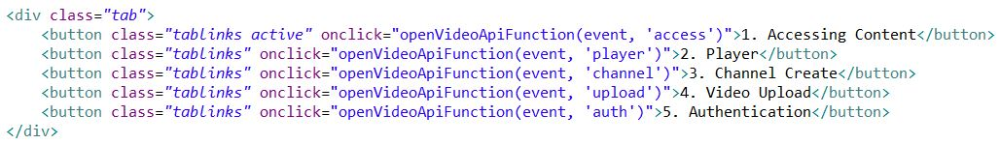 <div class="tab">
    <button class="tablinks active" onclick="openVideoApiFunction(event, 'access')">1. Accessing Content</button>
    <button class="tablinks" onclick="openVideoApiFunction(event, 'player')">2. Player</button>
    <button class="tablinks" onclick="openVideoApiFunction(event, 'channel')">3. Channel Create</button>
    <button class="tablinks" onclick="openVideoApiFunction(event, 'upload')">4. Video Upload</button>
    <button class="tablinks" onclick="openVideoApiFunction(event, 'auth')">5. Authentication</button>
</div>